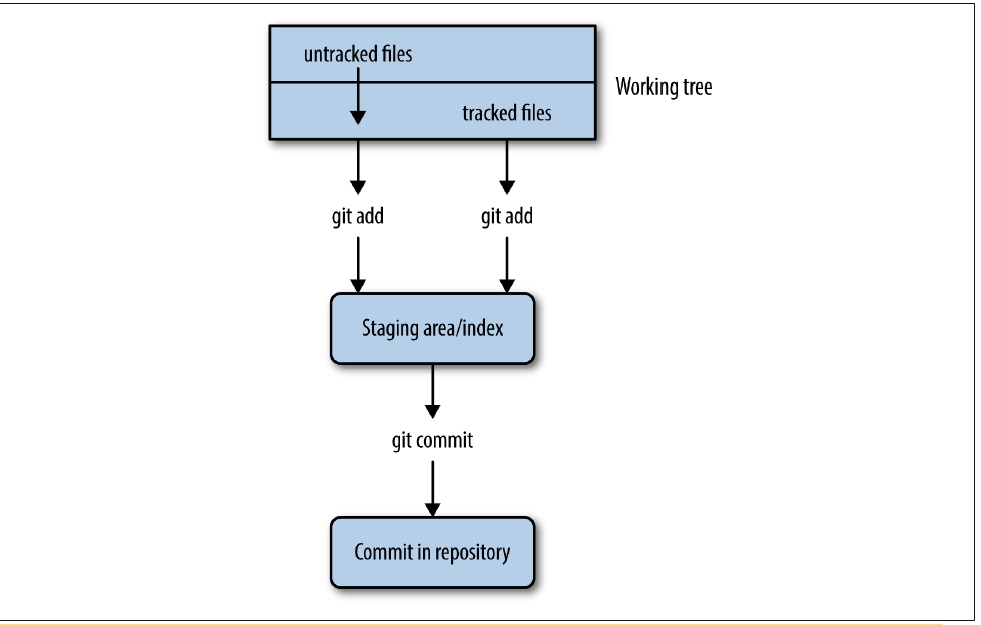 untracked files
Working tree
tracked files
git add
git add
Staging area/index
git commit
Commit in repository